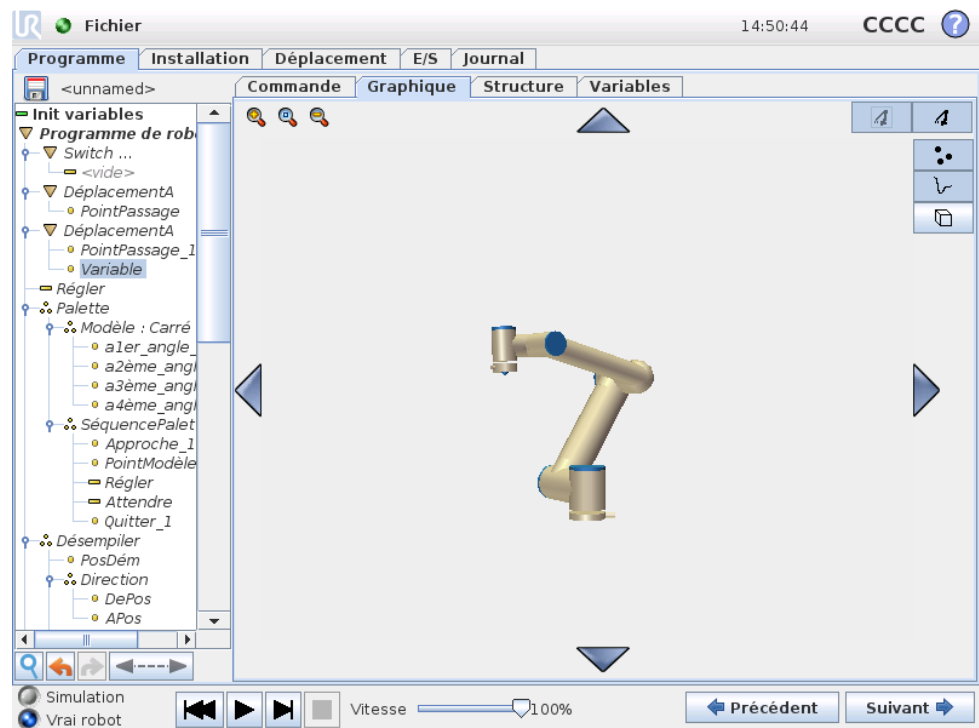 UR Fichier 14:50:44 CCCC ?
Programme Installation Déplacement E/S Journal
<unnamed>
Commande Graphique Structure Variables
Init variables
Programme de rob
Switch ...
<vide>
DéplacementA
PointPassage
DéplacementA
PointPassage_1
Variable
Régler
Palette
Modèle : Carré
a1er_angle_
a2ème_angl
a3ème_angl
a4ème_angl
SéquencePalet
Approche_1
PointModèle
Régler
Attendre
Quitter_1
Désempiler
PosDém
Direction
DePos
APos
Simulation
Vrai robot
Vitesse 100%
Précédent Suivant